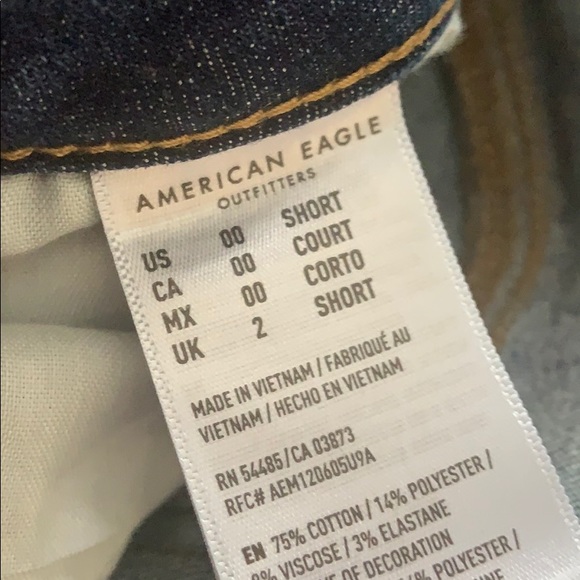 AMERICAN EAGLE
OUTFITTERS
US 00 SHORT
CA 00 COURT
MX 00 CORTO
UK 2 SHORT
MADE IN VIETNAM / FABRIQUÉ AU
VIETNAM / HECHO EN VIETNAM
RN 54485 / CA 03873
RFC# AEM120605U9A
EN 75% COTTON / 14% POLYESTER /
VISCOSE / 3% ELASTANE
OF DECORATION
POLYESTER /